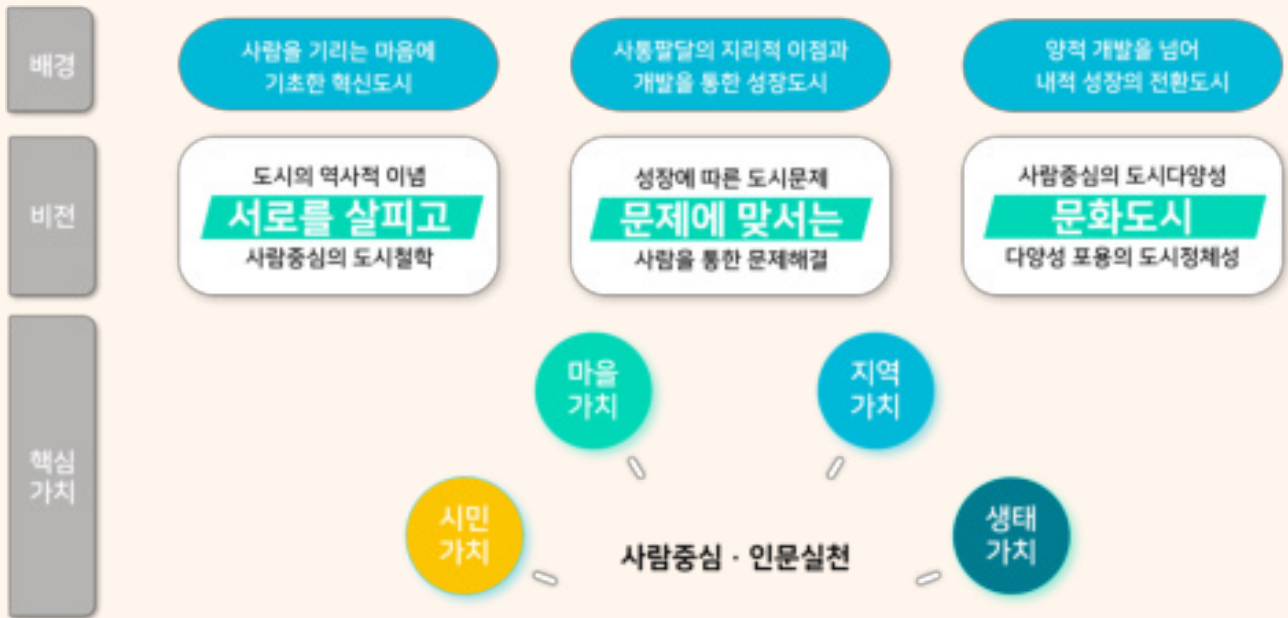 배경
사람을 기리는 마음에
기초한 혁신도시
사통팔달의 지리적 이점과
개발을 통한 성장도시
양적 개발을 넘어
내적 성장의 전환도시
비전
도시의 역사적 이념
서로를 살피고
사람중심의 도시철학
성장에 따른 도시문제
문제에 맞서는
사람을 통한 문제해결
사람중심의 도시다양성
문화도시
다양성 포용의 도시정체성
핵심
가치
마을
가치
지역
가치
시민
가치
생태
가치
사람중심 · 인문실천